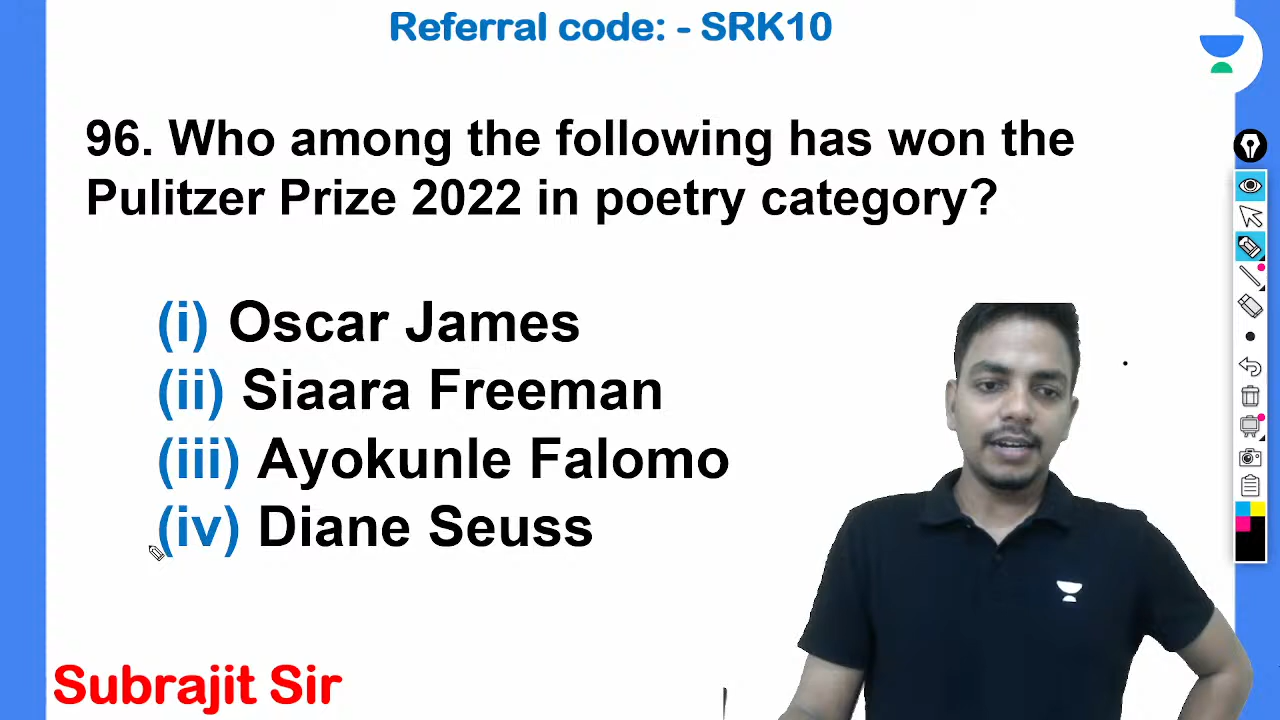 Referral code: - SRK10
96. Who among the following has won the
Pulitzer Prize 2022 in poetry category?
(i) Oscar James
(ii) Siaara Freeman
(iii) Ayokunle Falomo
(iv) Diane Seuss
Subrajit Sir